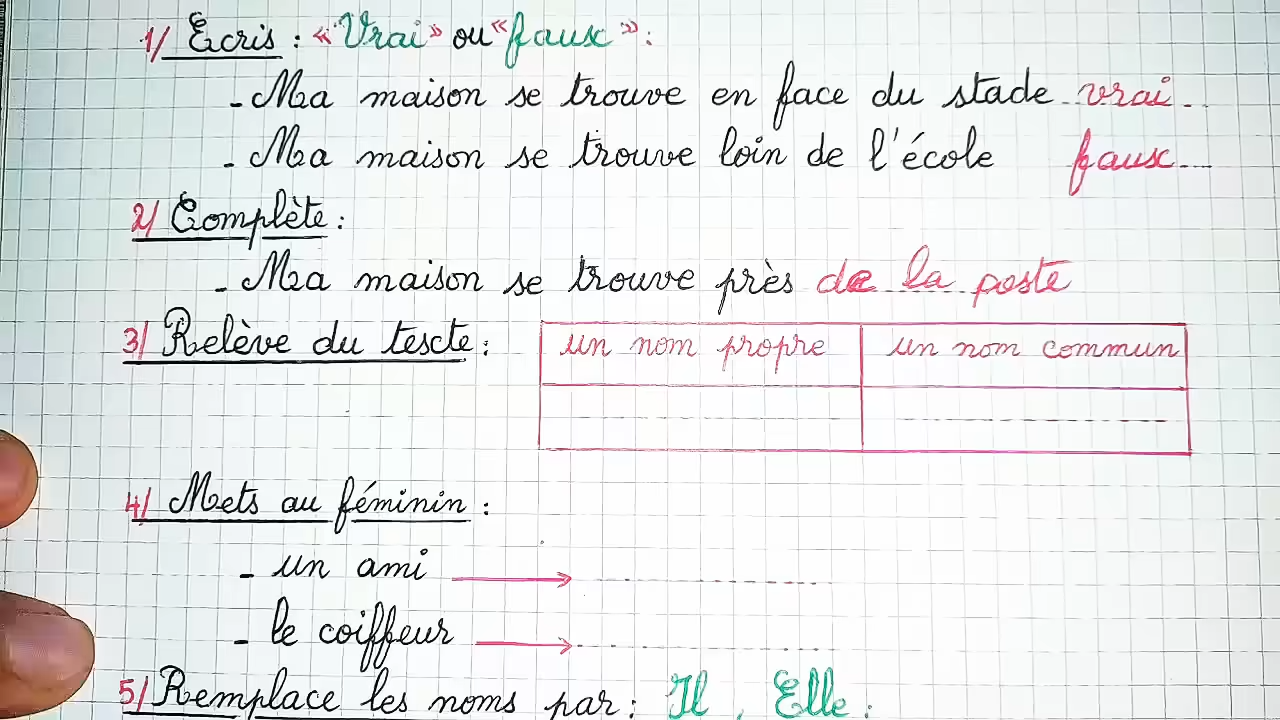 1/ Ecris : «Vrai» ou «faux» :
- Ma maison se trouve en face du stade vrai ..
- Ma maison se trouve loin de l'école faux ....
2/ Complète :
- Ma maison se trouve près de la poste
3/ Relève du texte :
un nom propre un nom commun
4/ Mets au féminin :
- un ami → ..............
- le coiffeur → ..............
5/ Remplace les noms par : Il , Elle :